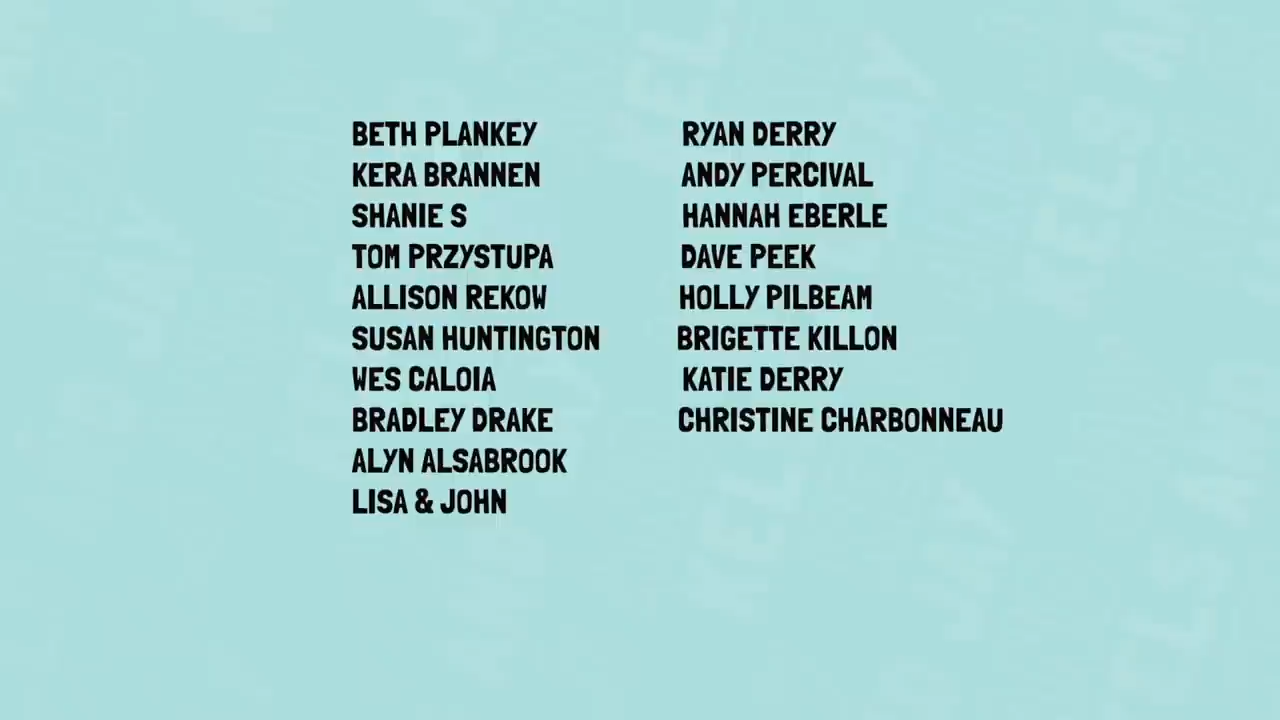 BETH PLANKEY
KERA BRANNEN
SHANIE S
TOM PRZYSTUPA
ALLISON REKOW
SUSAN HUNTINGTON
WES CALOIA
BRADLEY DRAKE
ALYN ALSABROOK
LISA & JOHN
RYAN DERRY
ANDY PERCIVAL
HANNAH EBERLE
DAVE PEEK
HOLLY PILBEAM
BRIGETTE KILLON
KATIE DERRY
CHRISTINE CHARBONNEAU